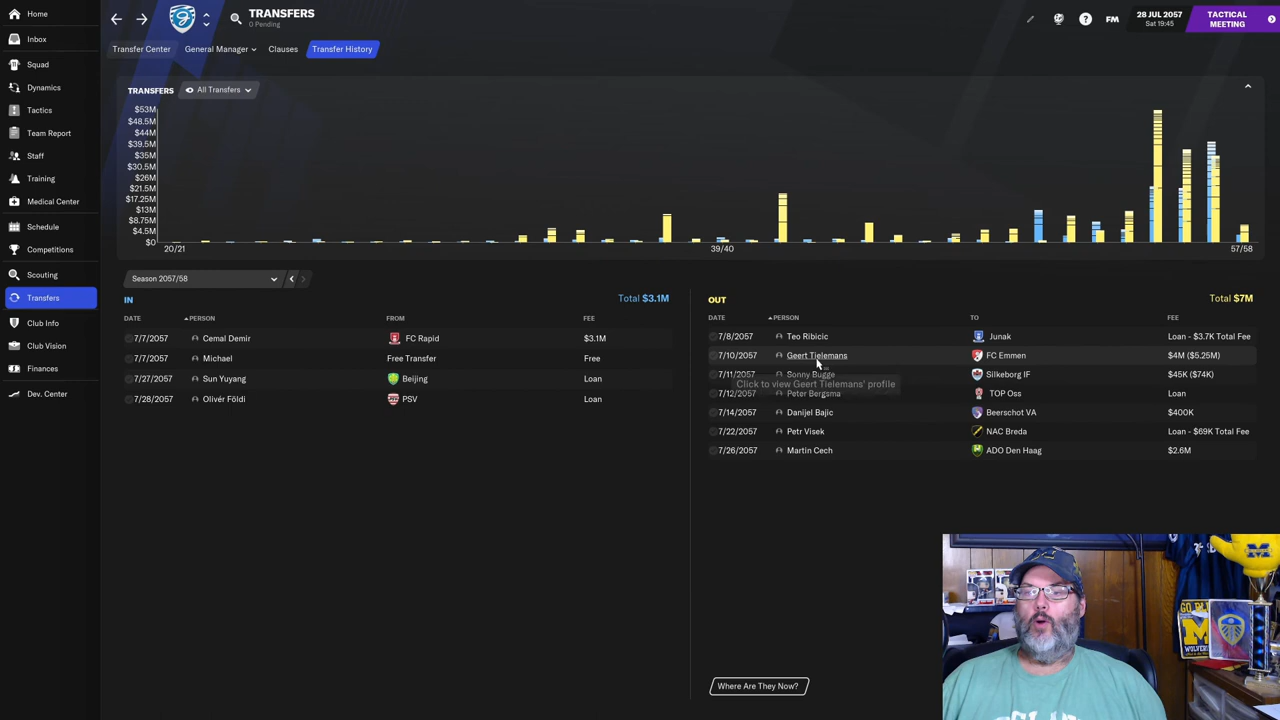 Home
Inbox
Squad
Dynamics
Tactics
Team Report
Staff
Training
Medical Center
Schedule
Competitions
Scouting
Transfers
Club Info
Club Vision
Finances
Dev. Center
TRANSFERS
0 Pending
FM
28 JUL 2057
Sat 19:45
TACTICAL
MEETING
Transfer Center
General Manager
Clauses
Transfer History
TRANSFERS
All Transfers
$53M
$48.5M
$44M
$39.5M
$35M
$30.5M
$26M
$21.5M
$17.25M
$13M
$8.75M
$4.5M
$0
20/21
39/40
57/58
Season 2057/58
IN
Total $3.1M
DATE PERSON FROM FEE
7/7/2057 Cemal Demir FC Rapid $3.1M
7/7/2057 Michael Free Transfer Free
7/27/2057 Sun Yuyang Beijing Loan
7/28/2057 Olivér Földi PSV Loan
OUT
Total $7M
DATE PERSON TO FEE
7/8/2057 Teo Ribicic Junak Loan - $3.7K Total Fee
7/10/2057 Geert Tielemans FC Emmen $4M ($5.25M)
7/11/2057 Sonny Bugge Silkeborg IF $45K ($74K)
Click to view Geert Tielemans' profile
7/12/2057 Peter Bergsma TOP Oss Loan
7/14/2057 Danijel Bajic Beerschot VA $400K
7/22/2057 Petr Visek NAC Breda Loan - $69K Total Fee
7/26/2057 Martin Cech ADO Den Haag $2.6M
Where Are They Now?
GO BLUE
M
WOLVERINES
M